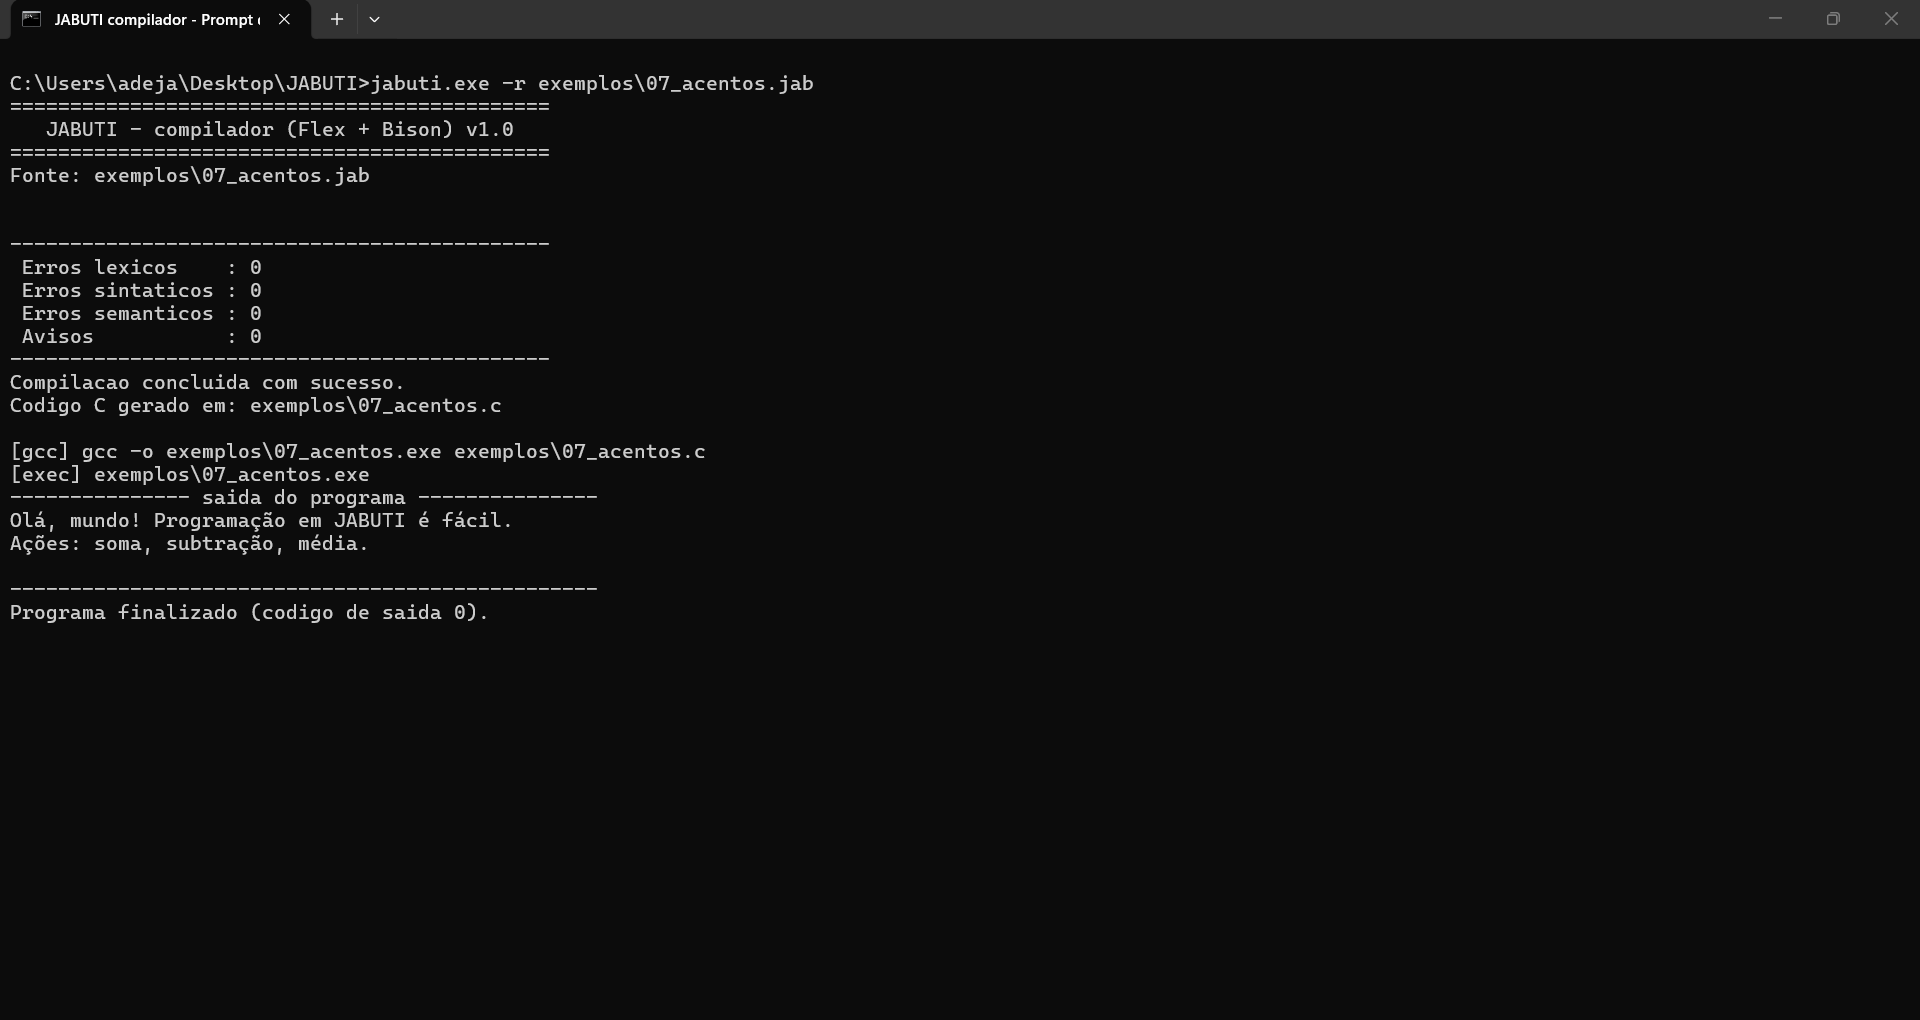 JABUTI compilador - Prompt
C:\Users\adeja\Desktop\JABUTI>jabuti.exe -r exemplos\07_acentos.jab
=============================================
   JABUTI - compilador (Flex + Bison) v1.0
=============================================
Fonte: exemplos\07_acentos.jab
---------------------------------------------
 Erros lexicos    : 0
 Erros sintaticos : 0
 Erros semanticos : 0
 Avisos           : 0
---------------------------------------------
Compilacao concluida com sucesso.
Codigo C gerado em: exemplos\07_acentos.c
[gcc] gcc -o exemplos\07_acentos.exe exemplos\07_acentos.c
[exec] exemplos\07_acentos.exe
--------------- saida do programa ---------------
Olá, mundo! Programação em JABUTI é fácil.
Ações: soma, subtração, média.
-------------------------------------------------
Programa finalizado (codigo de saida 0).